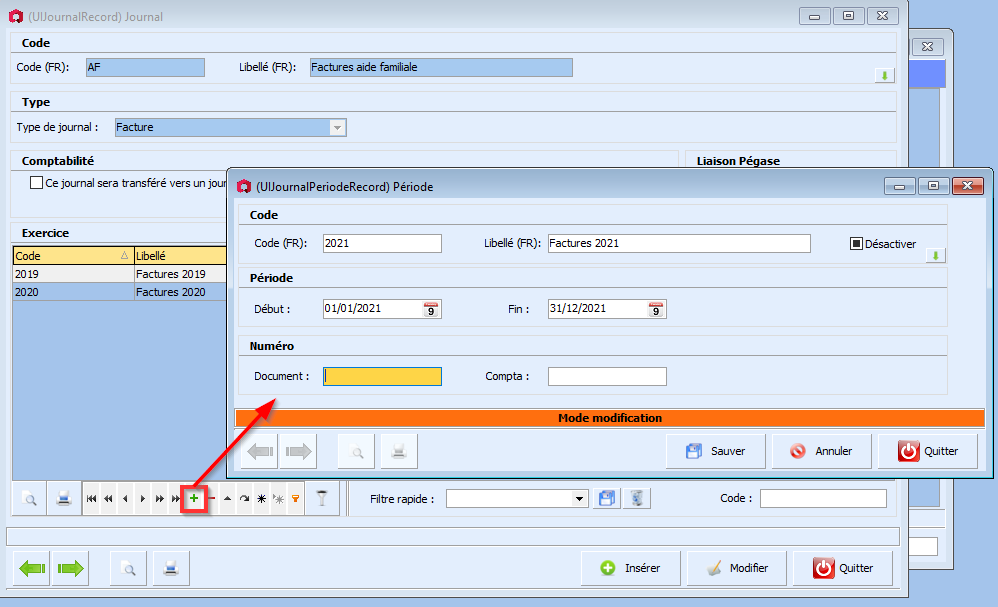 (UIJournalRecord) Journal
Code
Code (FR): AF Libellé (FR): Factures aide familiale
Type
Type de journal : Facture
Comptabilité Liaison Pégase
Ce journal sera transféré vers un jour
Exercice
Code Libellé
2019 Factures 2019
2020 Factures 2020
(UIJournalPeriodeRecord) Période
Code
Code (FR): 2021 Libellé (FR): Factures 2021 Désactiver
Période
Début : 01/01/2021 9 Fin : 31/12/2021 9
Numéro
Document : Compta :
Mode modification
Sauver Annuler Quitter
Filtre rapide : Code :
Insérer Modifier Quitter